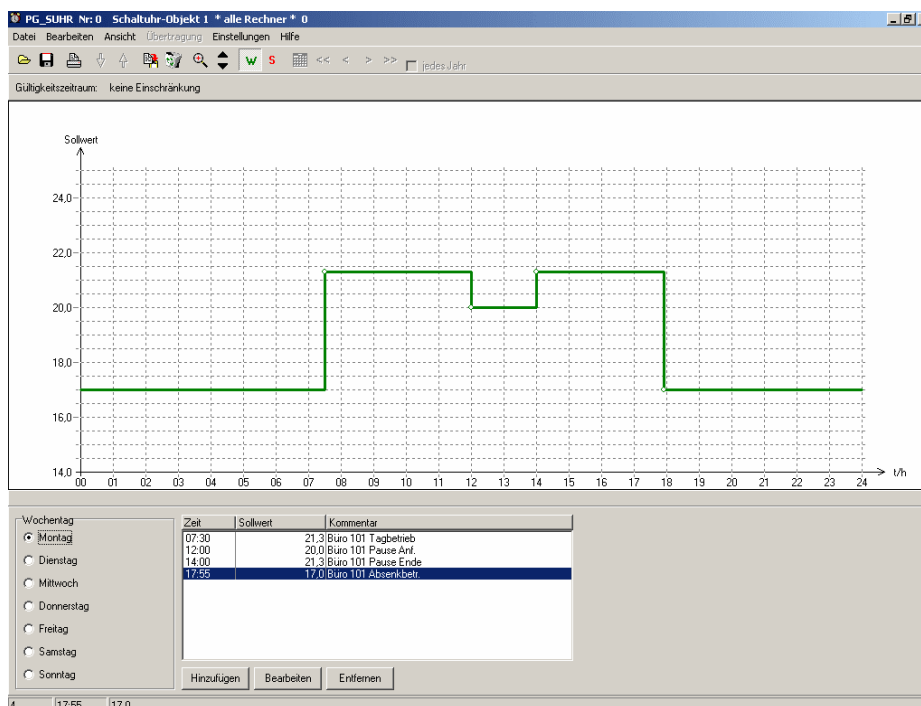 PG_SUHR Nr: 0 Schaltuhr-Objekt 1 * alle Rechner * 0
Datei Bearbeiten Ansicht Übertragung Einstellungen Hilfe
W S << < > >> jedes Jahr
Gültigkeitszeitraum: keine Einschränkung
Sollwert
24,0
22,0
20,0
18,0
16,0
14,0
00 01 02 03 04 05 06 07 08 09 10 11 12 13 14 15 16 17 18 19 20 21 22 23 24 t/h
Wochentag
Montag
Dienstag
Mittwoch
Donnerstag
Freitag
Samstag
Sonntag
Zeit Sollwert Kommentar
07:30 21,3 Büro 101 Tagbetrieb
12:00 20,0 Büro 101 Pause Anf.
14:00 21,3 Büro 101 Pause Ende
17:55 17,0 Büro 101 Absenkbetr.
Hinzufügen Bearbeiten Entfernen
4 17:55 17,0